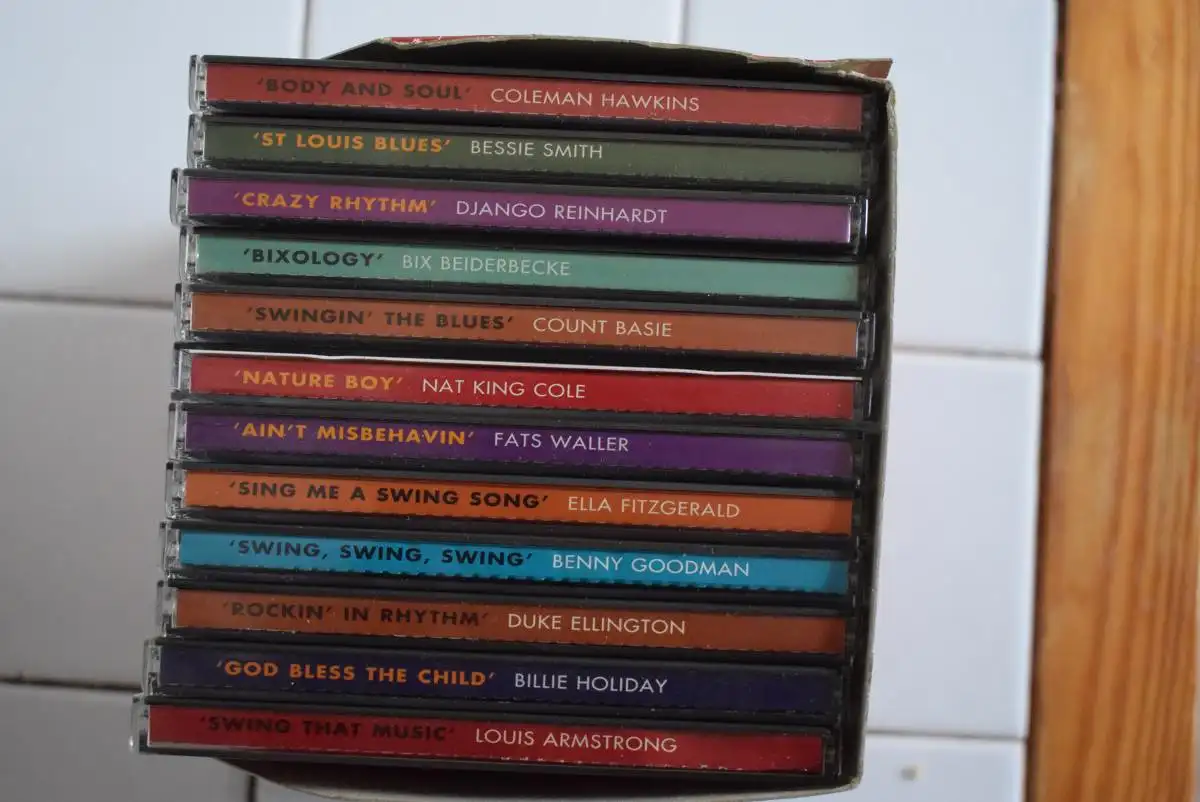 'BODY AND SOUL' COLEMAN HAWKINS
'ST LOUIS BLUES' BESSIE SMITH
'CRAZY RHYTHM' DJANGO REINHARDT
'BIXOLOGY' BIX BEIDERBECKE
'SWINGIN' THE BLUES' COUNT BASIE
'NATURE BOY' NAT KING COLE
'AIN'T MISBEHAVIN' FATS WALLER
'SING ME A SWING SONG' ELLA FITZGERALD
'SWING, SWING, SWING' BENNY GOODMAN
'ROCKIN' IN RHYTHM' DUKE ELLINGTON
'GOD BLESS THE CHILD' BILLIE HOLIDAY
'SWING THAT MUSIC' LOUIS ARMSTRONG